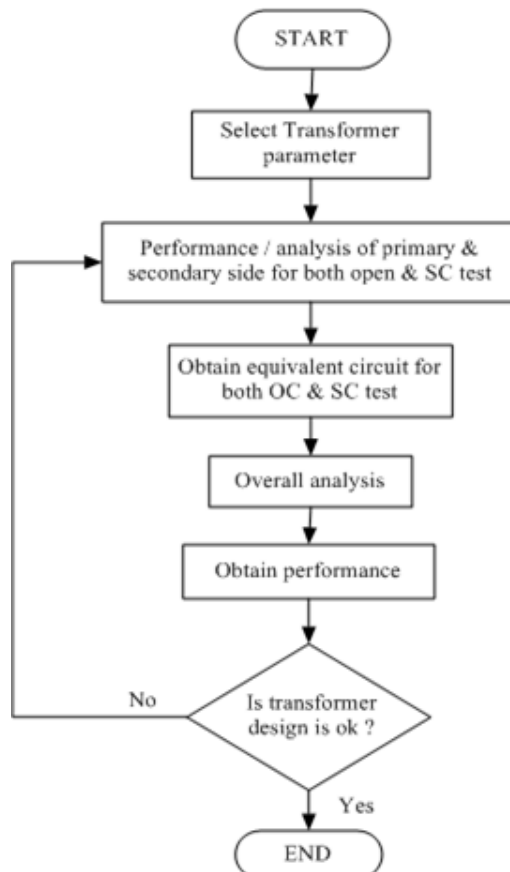 START
Select Transformer
parameter
Performance / analysis of primary &
secondary side for both open & SC test
Obtain equivalent circuit for
both OC & SC test
Overall analysis
Obtain performance
Is transformer
design is ok ?
No
Yes
END